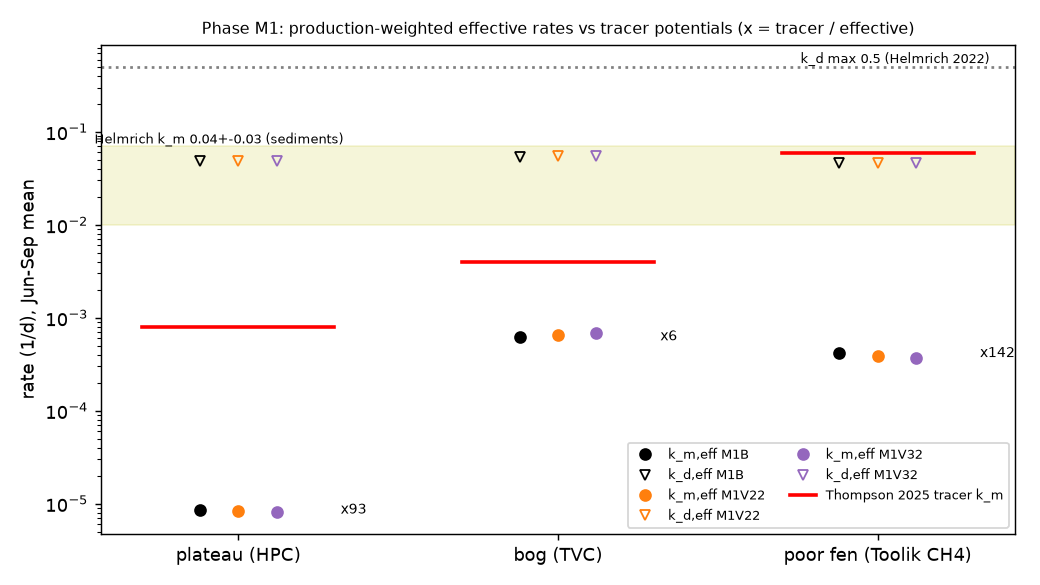 Phase M1: production-weighted effective rates vs tracer potentials (x = tracer / effective)
k_d max 0.5 (Helmrich 2022)
Helmrich k_m 0.04+-0.03 (sediments)
rate (1/d), Jun-Sep mean
10⁻¹
10⁻²
10⁻³
10⁻⁴
10⁻⁵
x93
x6
x142
k_m,eff M1B
k_d,eff M1B
k_m,eff M1V22
k_d,eff M1V22
k_m,eff M1V32
k_d,eff M1V32
Thompson 2025 tracer k_m
plateau (HPC)
bog (TVC)
poor fen (Toolik CH4)